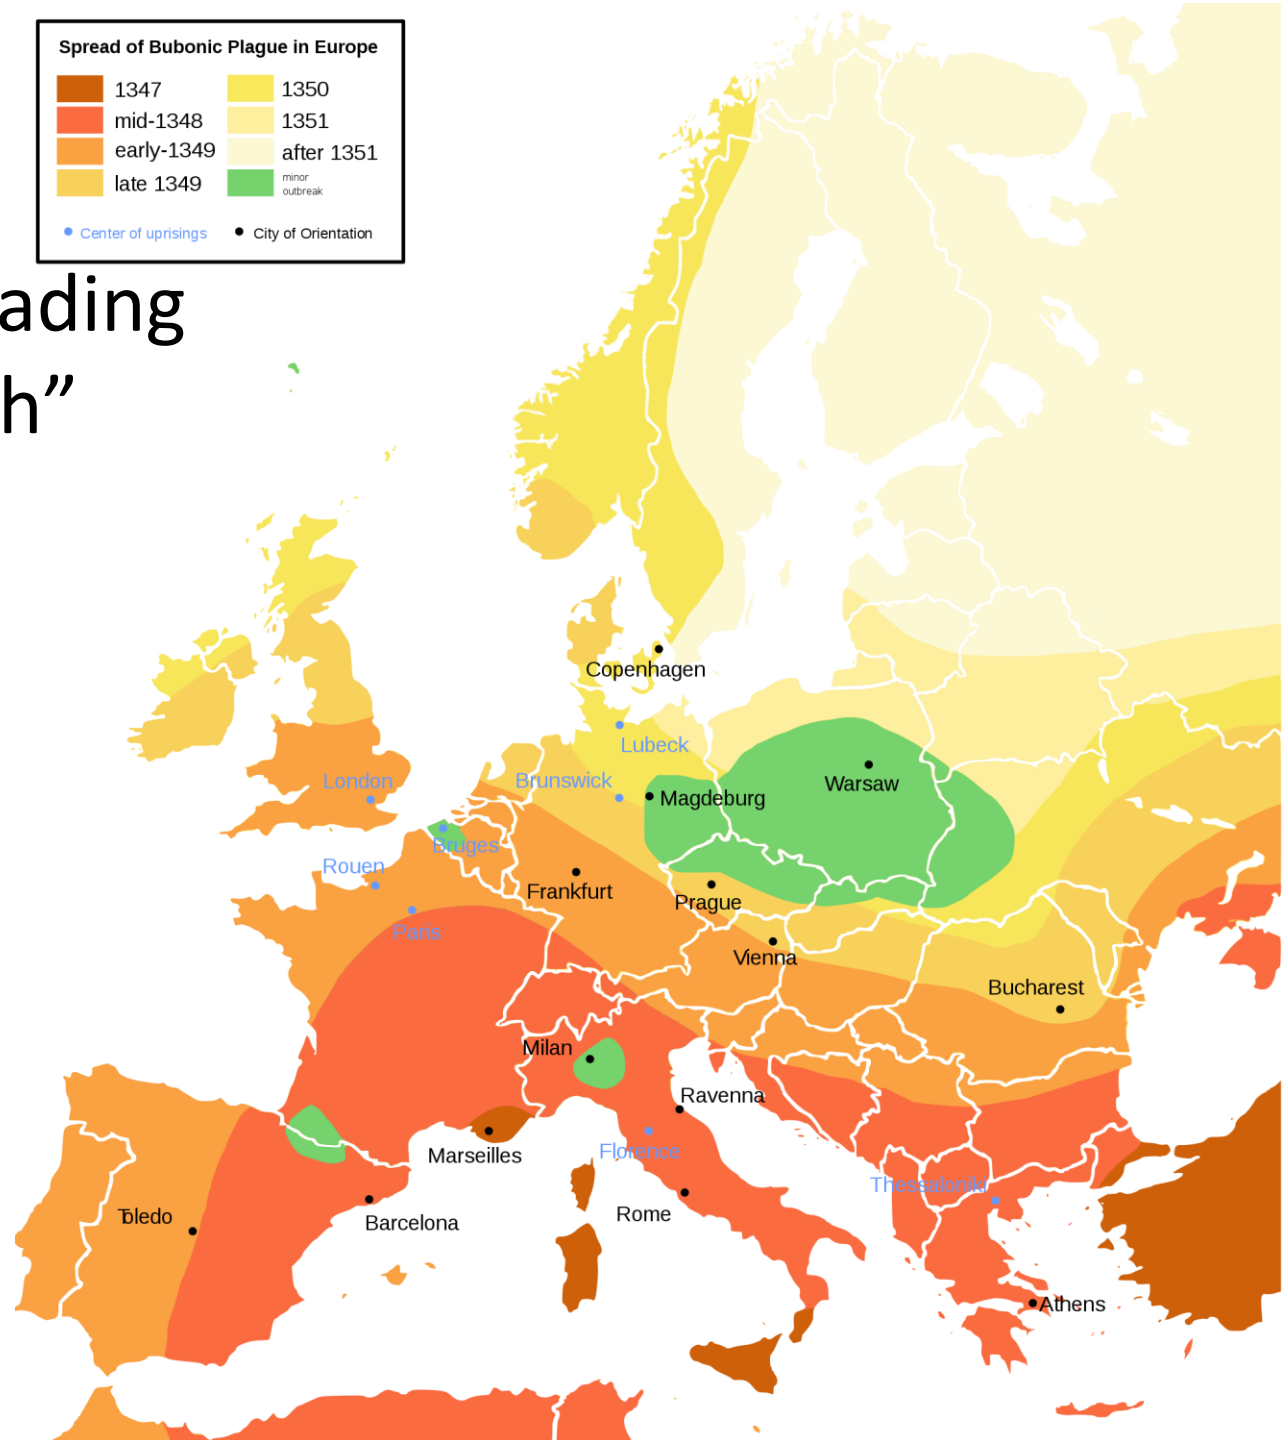 Spread of Bubonic Plague in Europe
1347
1350
mid-1348
1351
early-1349
after 1351
late 1349
minor
outbreak
Center of uprisings
City of Orientation
ading
h”
Copenhagen
Lubeck
Brunswick
London
Magdeburg
Warsaw
Bruges
Rouen
Frankfurt
Prague
Paris
Vienna
Bucharest
Milan
Ravenna
Marseilles
Florence
Thessaloniki
Toledo
Barcelona
Rome
Athens